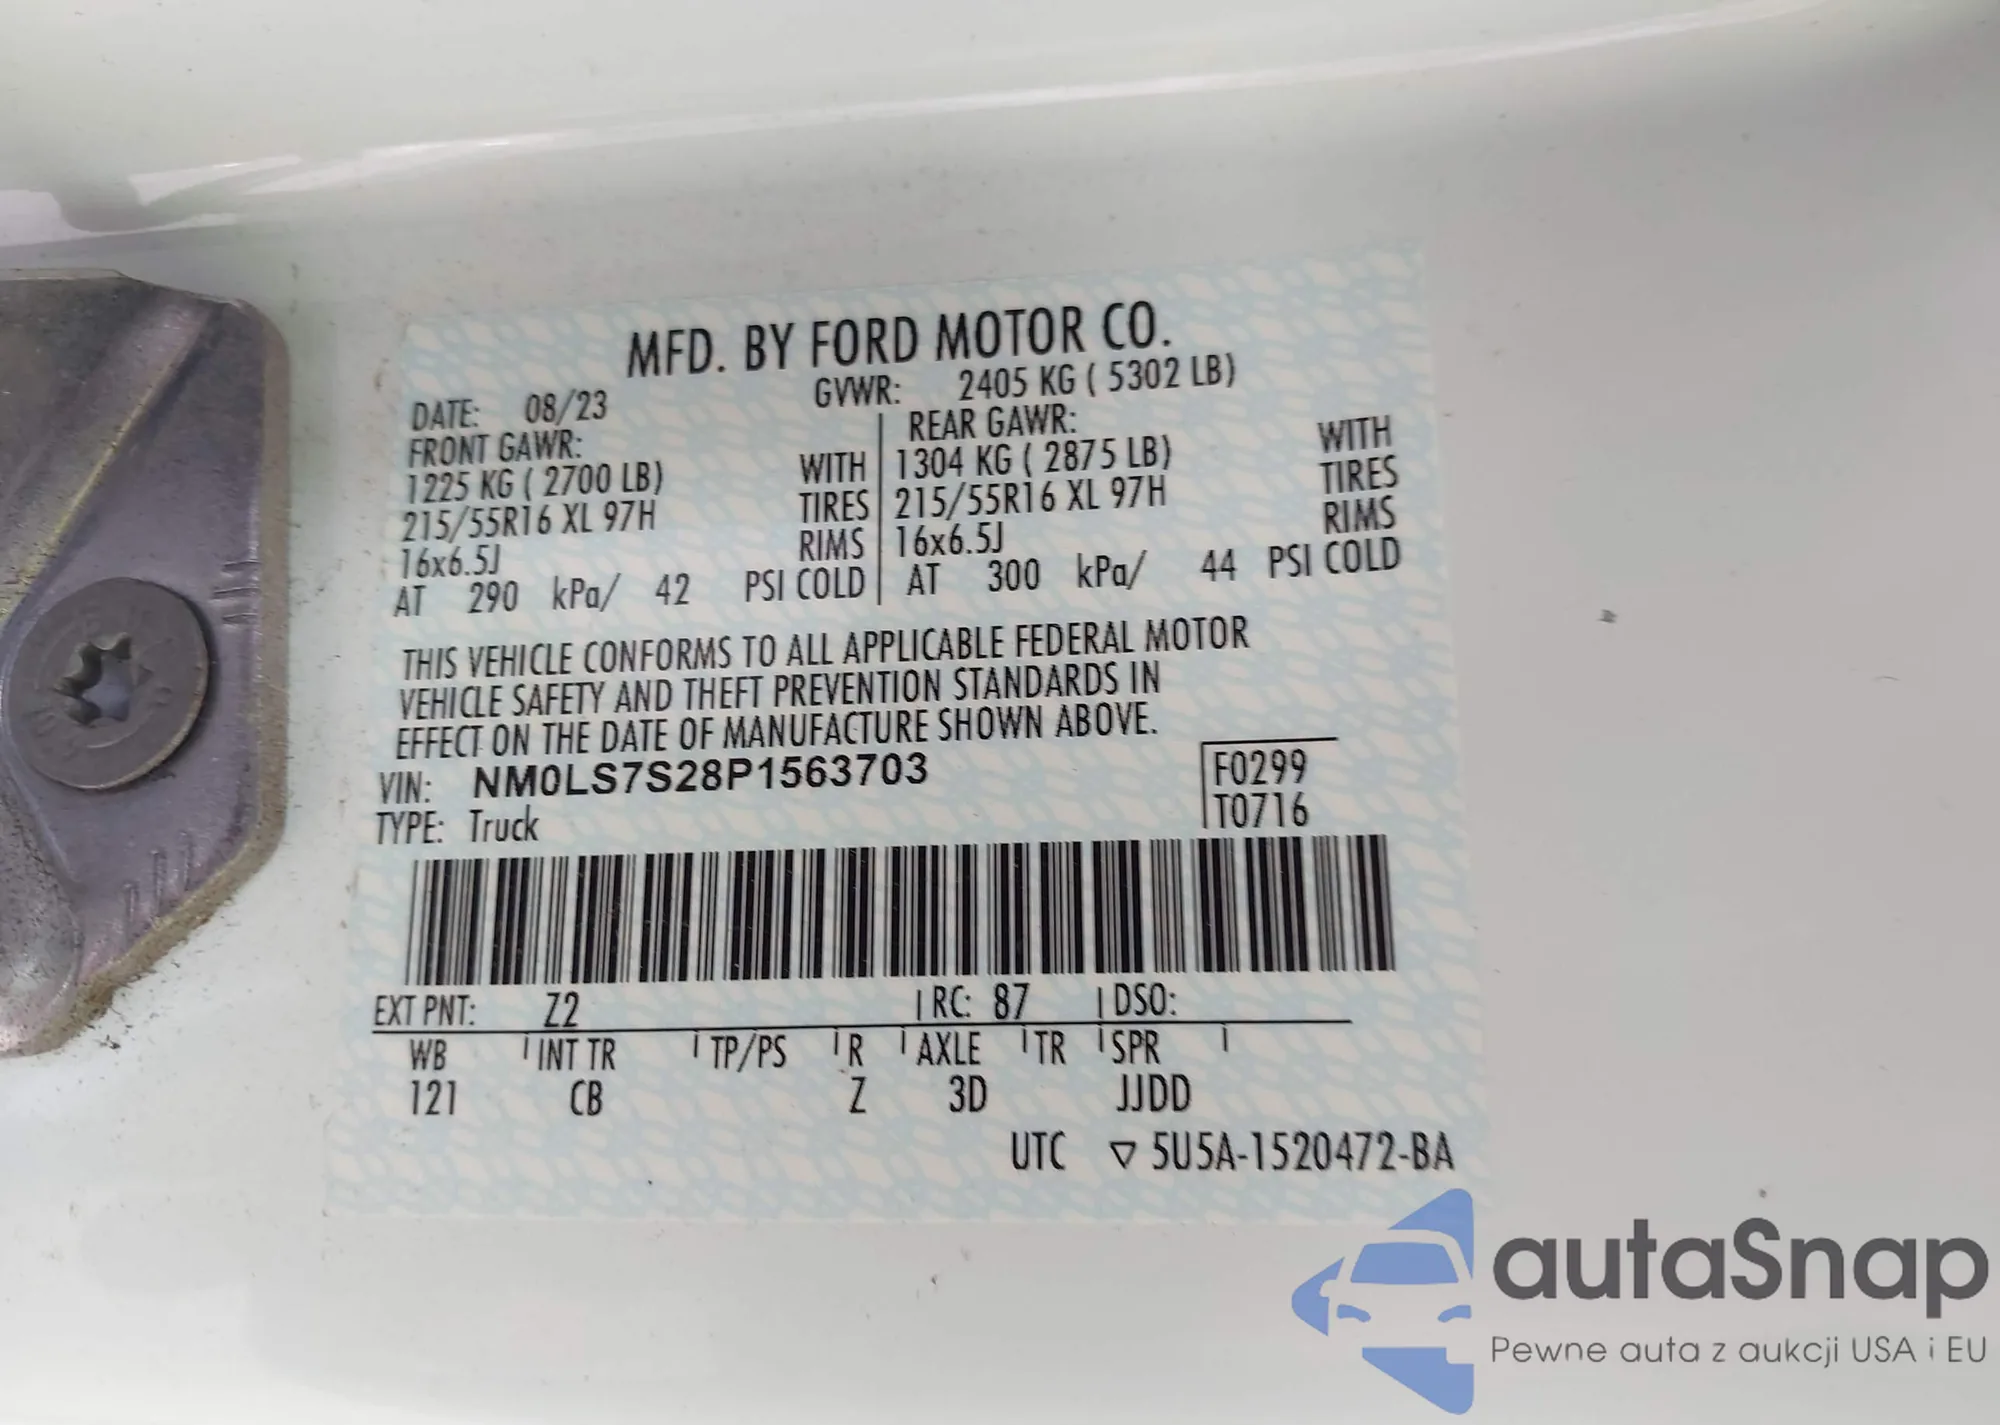 MFD. BY FORD MOTOR CO.
DATE: 08/23 GVWR: 2405 KG ( 5302 LB)
FRONT GAWR: REAR GAWR:
1225 KG ( 2700 LB) WITH 1304 KG ( 2875 LB) WITH
215/55R16 XL 97H TIRES 215/55R16 XL 97H TIRES
16x6.5J RIMS 16x6.5J RIMS
AT 290 kPa/ 42 PSI COLD AT 300 kPa/ 44 PSI COLD
THIS VEHICLE CONFORMS TO ALL APPLICABLE FEDERAL MOTOR
VEHICLE SAFETY AND THEFT PREVENTION STANDARDS IN
EFFECT ON THE DATE OF MANUFACTURE SHOWN ABOVE.
VIN: NM0LS7S28P1563703 F0299
TYPE: Truck T0716
EXT PNT: Z2 RC: 87 DSO:
WB INT TR TP/PS R AXLE TR SPR
121 CB Z 3D JJDD
UTC ▽ 5U5A-1520472-BA
autaSnap
Pewne auta z aukcji USA i EU